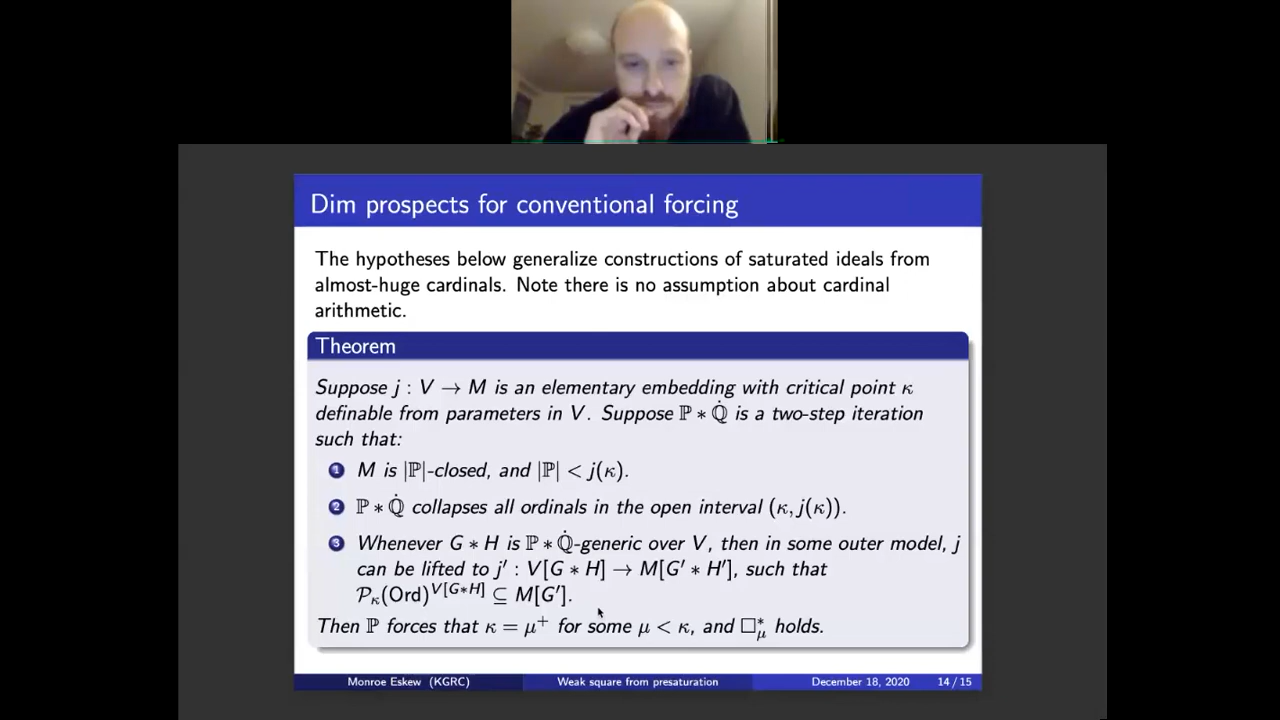 Dim prospects for conventional forcing
The hypotheses below generalize constructions of saturated ideals from
almost-huge cardinals. Note there is no assumption about cardinal
arithmetic.
Theorem
Suppose j : V → M is an elementary embedding with critical point κ
definable from parameters in V. Suppose ℙ ∗ ℚ̇ is a two-step iteration
such that:
1 M is |ℙ|-closed, and |ℙ| < j(κ).
2 ℙ ∗ ℚ̇ collapses all ordinals in the open interval (κ, j(κ)).
3 Whenever G ∗ H is ℙ ∗ ℚ̇-generic over V, then in some outer model, j
can be lifted to j′ : V[G ∗ H] → M[G′ ∗ H′], such that
𝒫_κ(Ord)^{V[G∗H]} ⊆ M[G′].
Then ℙ forces that κ = μ⁺ for some μ < κ, and □*_μ holds.
Monroe Eskew (KGRC) Weak square from presaturation December 18, 2020 14 / 15